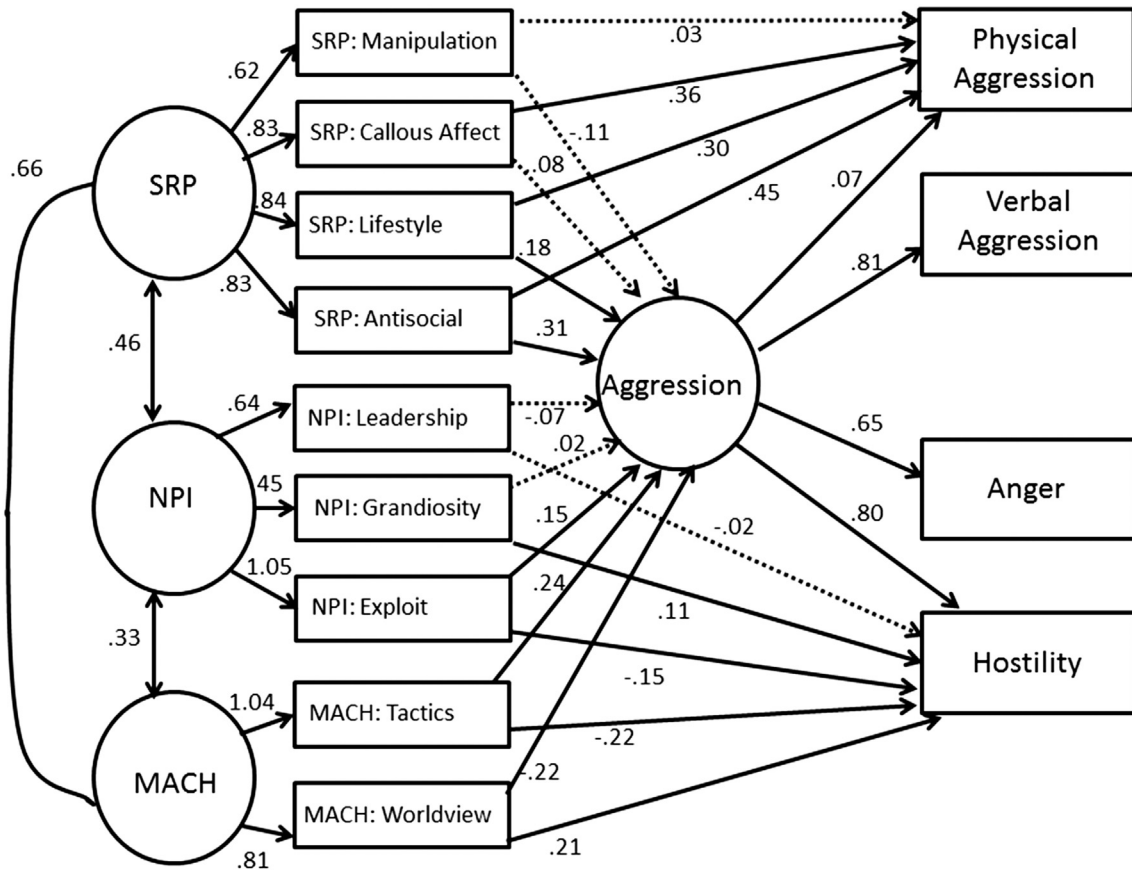 SRP: Manipulation
.03
Physical
Aggression
.62
.36
-.11
.83
SRP: Callous Affect
.08
.30
.66
SRP
.84
SRP: Lifestyle
.45
.07
Verbal
Aggression
.18
.83
SRP: Antisocial
.31
.81
.46
Aggression
.64
NPI: Leadership
-.07
.02
.65
NPI
45
NPI: Grandiosity
.15
-.02
.80
Anger
1.05
NPI: Exploit
.24
.11
.33
-.15
Hostility
1.04
MACH: Tactics
-.22
-.22
MACH
MACH: Worldview
.21
.81